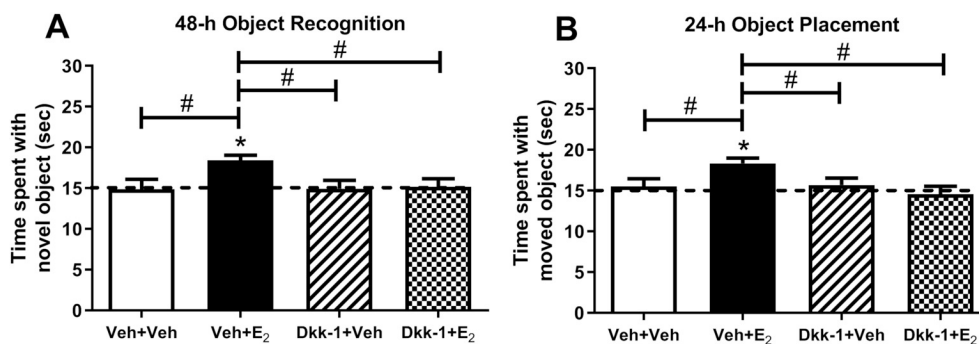 A
48-h Object Recognition
#
#
#
*
Time spent with
novel object (sec)
30
25
20
15
10
5
0
Veh+Veh
Veh+E₂
Dkk-1+Veh
Dkk-1+E₂
B
24-h Object Placement
#
#
#
*
Time spent with
moved object (sec)
30
25
20
15
10
5
0
Veh+Veh
Veh+E₂
Dkk-1+Veh
Dkk-1+E₂